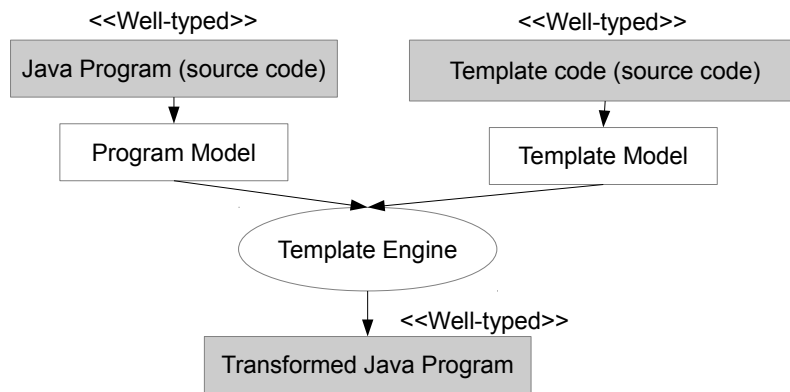 <<Well-typed>>
<<Well-typed>>
Java Program (source code)
Template code (source code)
Program Model
Template Model
Template Engine
<<Well-typed>>
Transformed Java Program